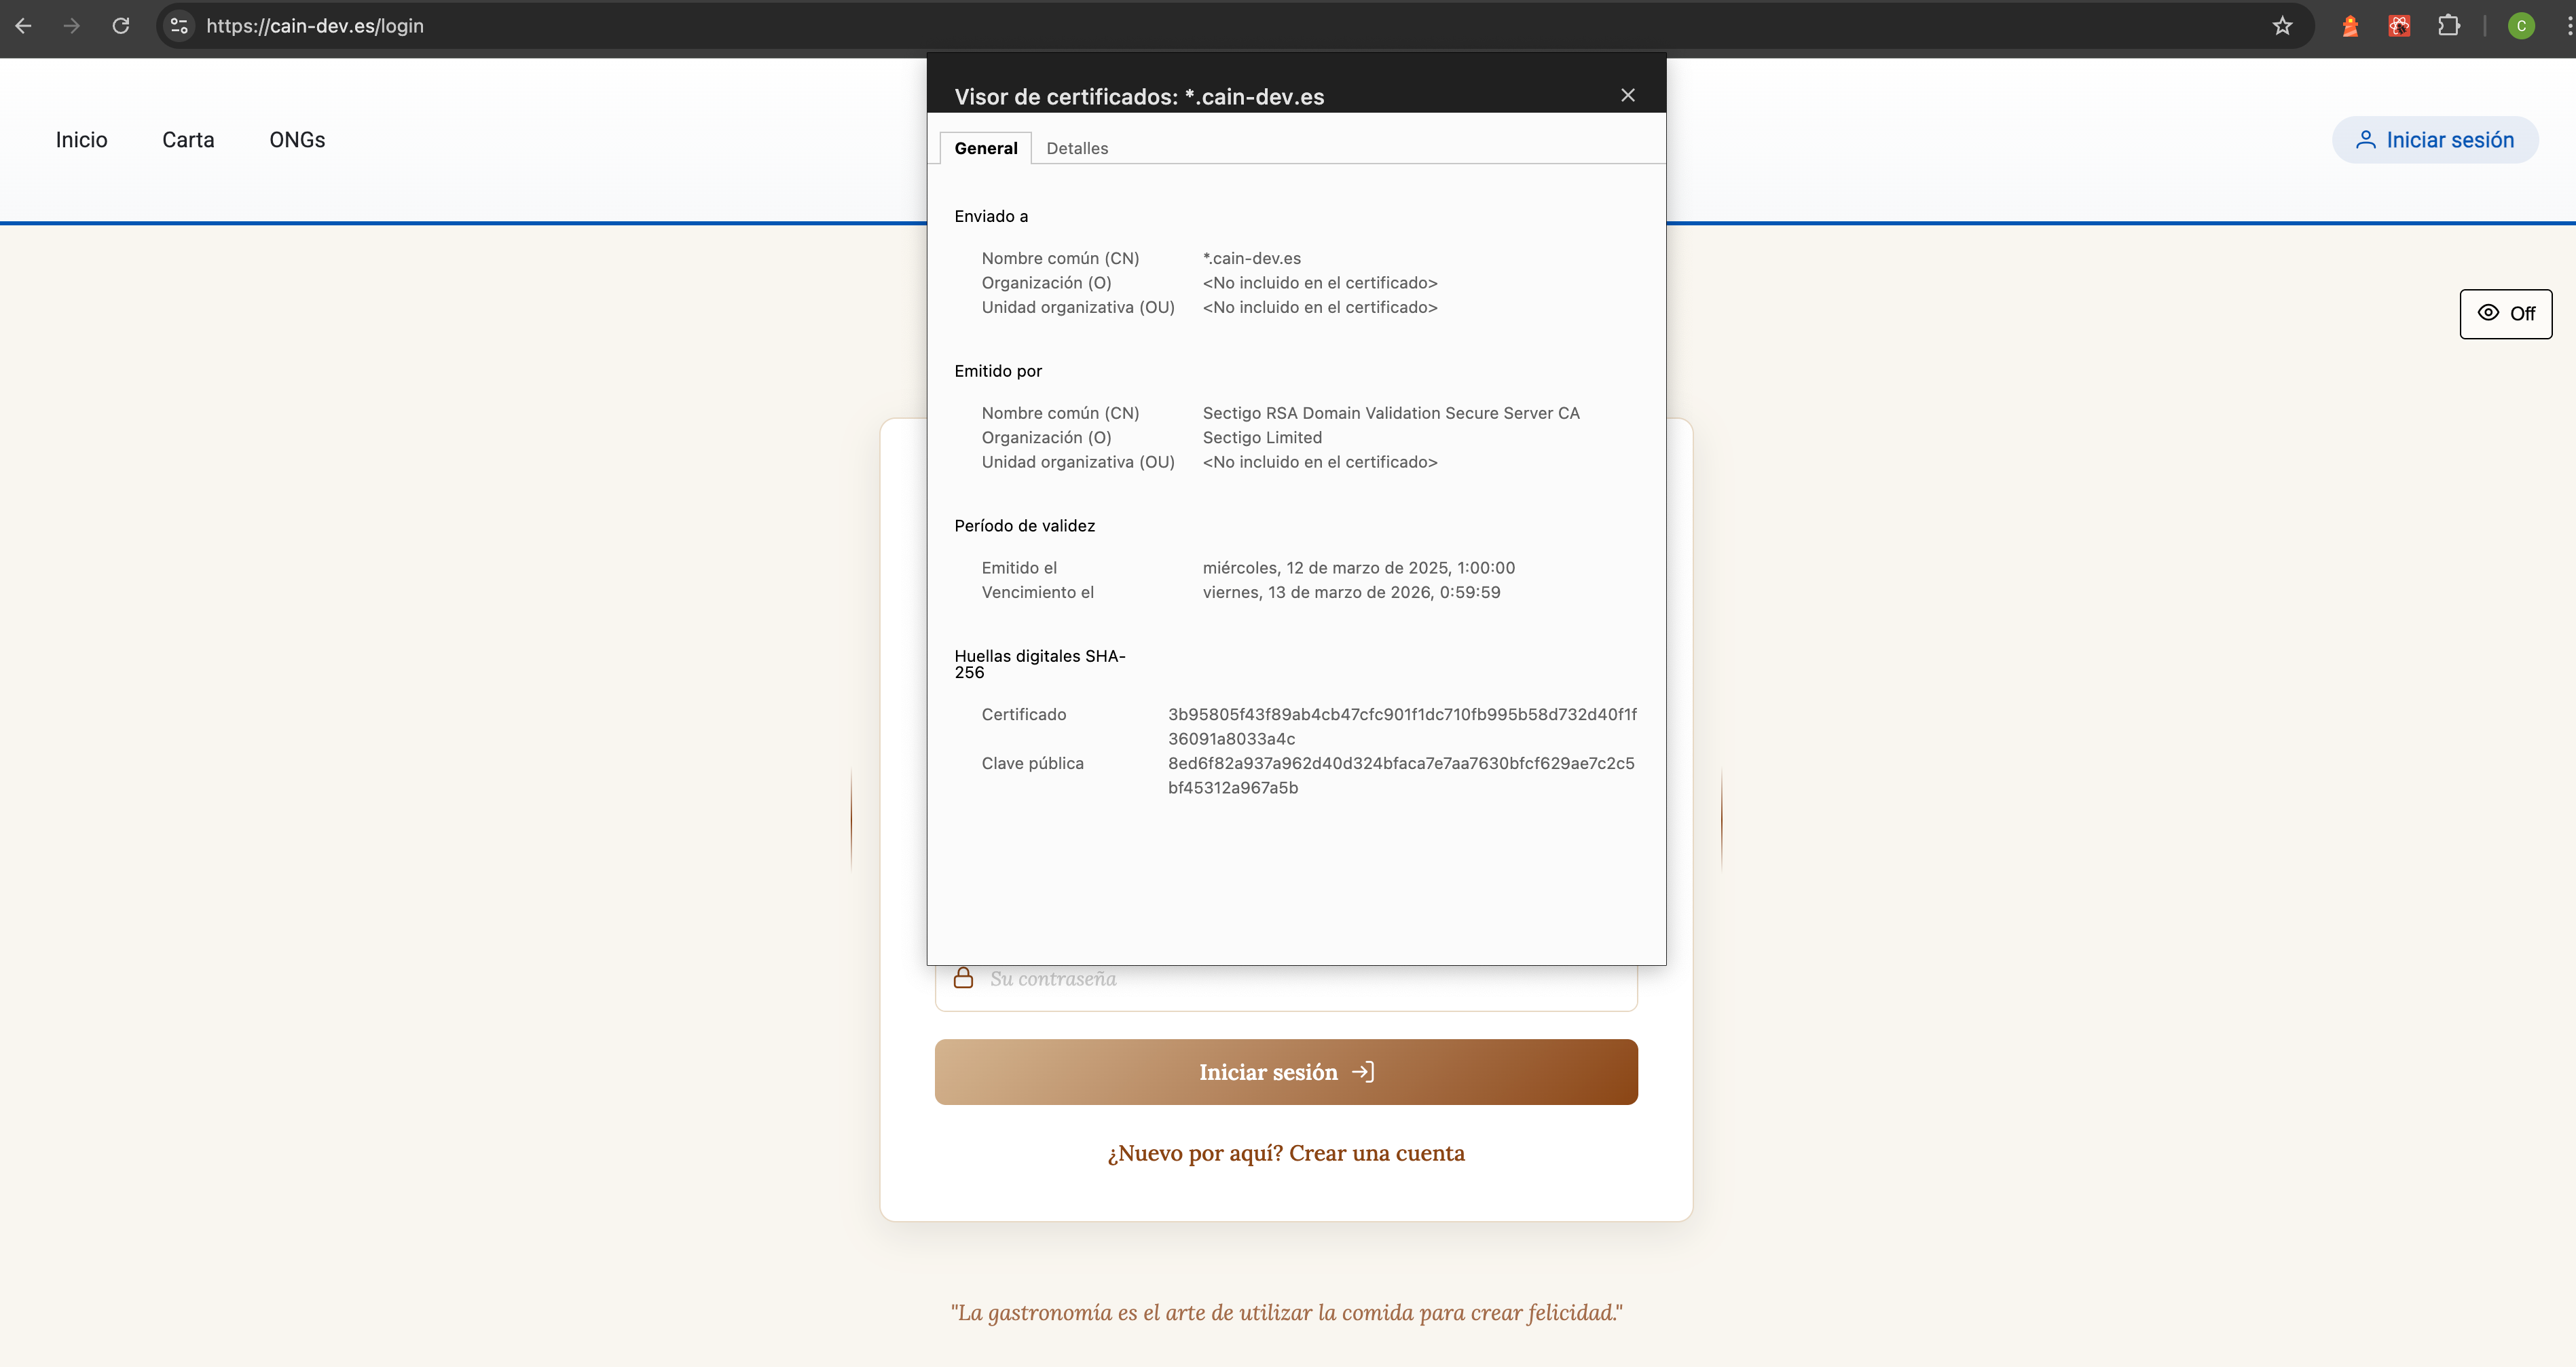 https://cain-dev.es/login
C
Inicio
Carta
ONGs
Iniciar sesión
Off
Visor de certificados: *.cain-dev.es
General
Detalles
Enviado a
Nombre común (CN) *.cain-dev.es
Organización (O) <No incluido en el certificado>
Unidad organizativa (OU) <No incluido en el certificado>
Emitido por
Nombre común (CN) Sectigo RSA Domain Validation Secure Server CA
Organización (O) Sectigo Limited
Unidad organizativa (OU) <No incluido en el certificado>
Período de validez
Emitido el miércoles, 12 de marzo de 2025, 1:00:00
Vencimiento el viernes, 13 de marzo de 2026, 0:59:59
Huellas digitales SHA-
256
Certificado 3b95805f43f89ab4cb47cfc901f1dc710fb995b58d732d40f1f
36091a8033a4c
Clave pública 8ed6f82a937a962d40d324bfaca7e7aa7630bfcf629ae7c2c5
bf45312a967a5b
Su contraseña
Iniciar sesión
¿Nuevo por aquí? Crear una cuenta
"La gastronomía es el arte de utilizar la comida para crear felicidad."